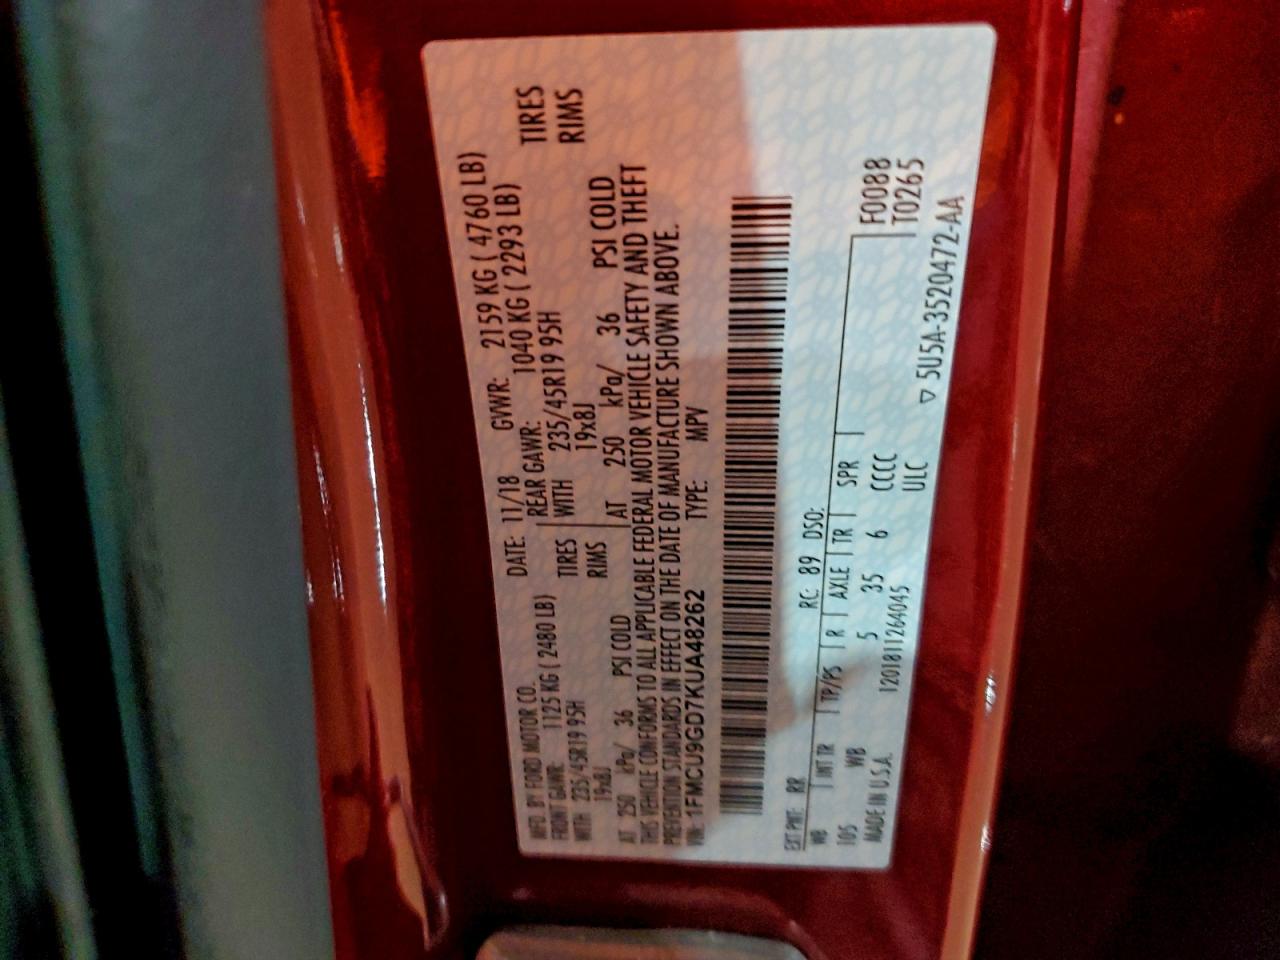 MFD. BY FORD MOTOR CO.
DATE: 11/18 GVWR: 2159 KG ( 4760 LB)
FRONT GAWR: 1125 KG ( 2480 LB) REAR GAWR: 1040 KG ( 2293 LB)
WITH 235/45R19 95H TIRES WITH 235/45R19 95H TIRES
19x8J RIMS 19x8J RIMS
AT 250 kPa/ 36 PSI COLD AT 250 kPa/ 36 PSI COLD
THIS VEHICLE CONFORMS TO ALL APPLICABLE FEDERAL MOTOR VEHICLE SAFETY AND THEFT
PREVENTION STANDARDS IN EFFECT ON THE DATE OF MANUFACTURE SHOWN ABOVE.
VIN: 1FMCU9GD7KUA48262 TYPE: MPV
EXT PNT: RR RC: 89 DSO:
WB INT TR TP/PS R AXLE TR SPR F0088
105 WB 5 35 6 CCCC T0265
MADE IN U.S.A. 1201811264045 ULC
▽ 5U5A-3520472-AA